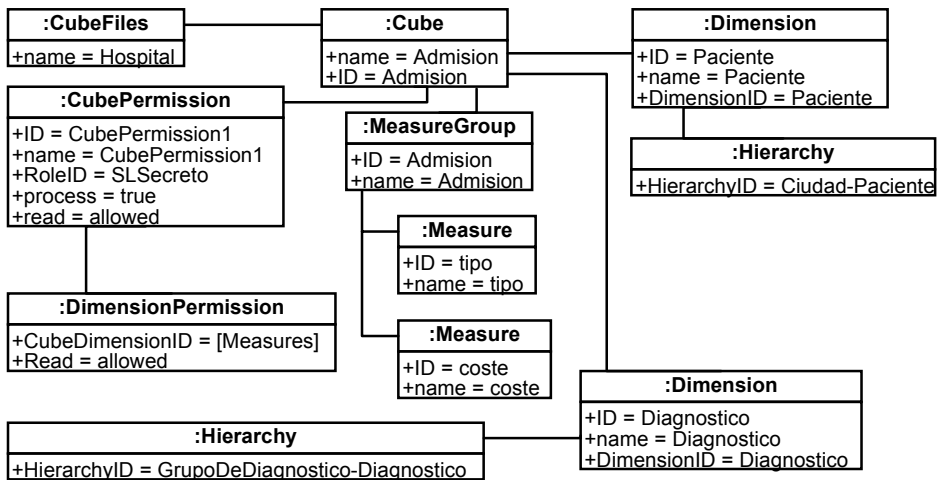 :CubeFiles
+name = Hospital
:Cube
+name = Admision
+ID = Admision
:Dimension
+ID = Paciente
+name = Paciente
+DimensionID = Paciente
:CubePermission
+ID = CubePermission1
+name = CubePermission1
+RoleID = SLSecreto
+process = true
+read = allowed
:MeasureGroup
+ID = Admision
+name = Admision
:Hierarchy
+HierarchyID = Ciudad-Paciente
:Measure
+ID = tipo
+name = tipo
:DimensionPermission
+CubeDimensionID = [Measures]
+Read = allowed
:Measure
+ID = coste
+name = coste
:Dimension
+ID = Diagnostico
+name = Diagnostico
+DimensionID = Diagnostico
:Hierarchy
+HierarchyID = GrupoDeDiagnostico-Diagnostico